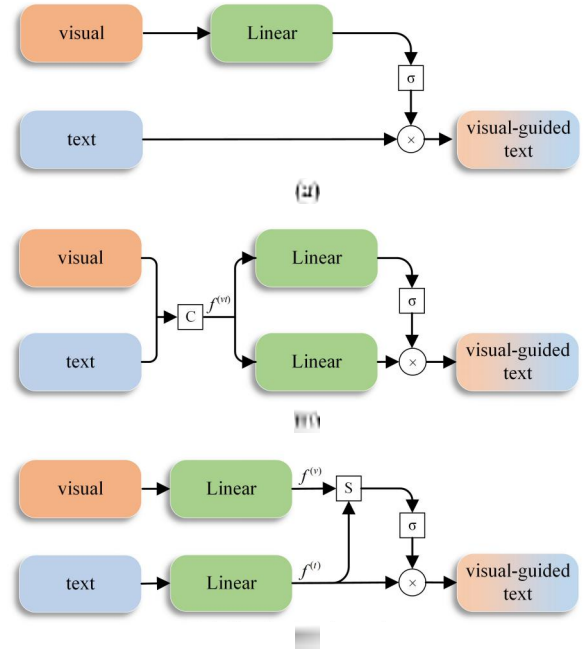 visual
Linear
σ
text
×
visual-guided
text
visual
Linear
C
f^(vt)
σ
text
Linear
×
visual-guided
text
visual
Linear
f^(v)
S
σ
text
Linear
f^(t)
×
visual-guided
text